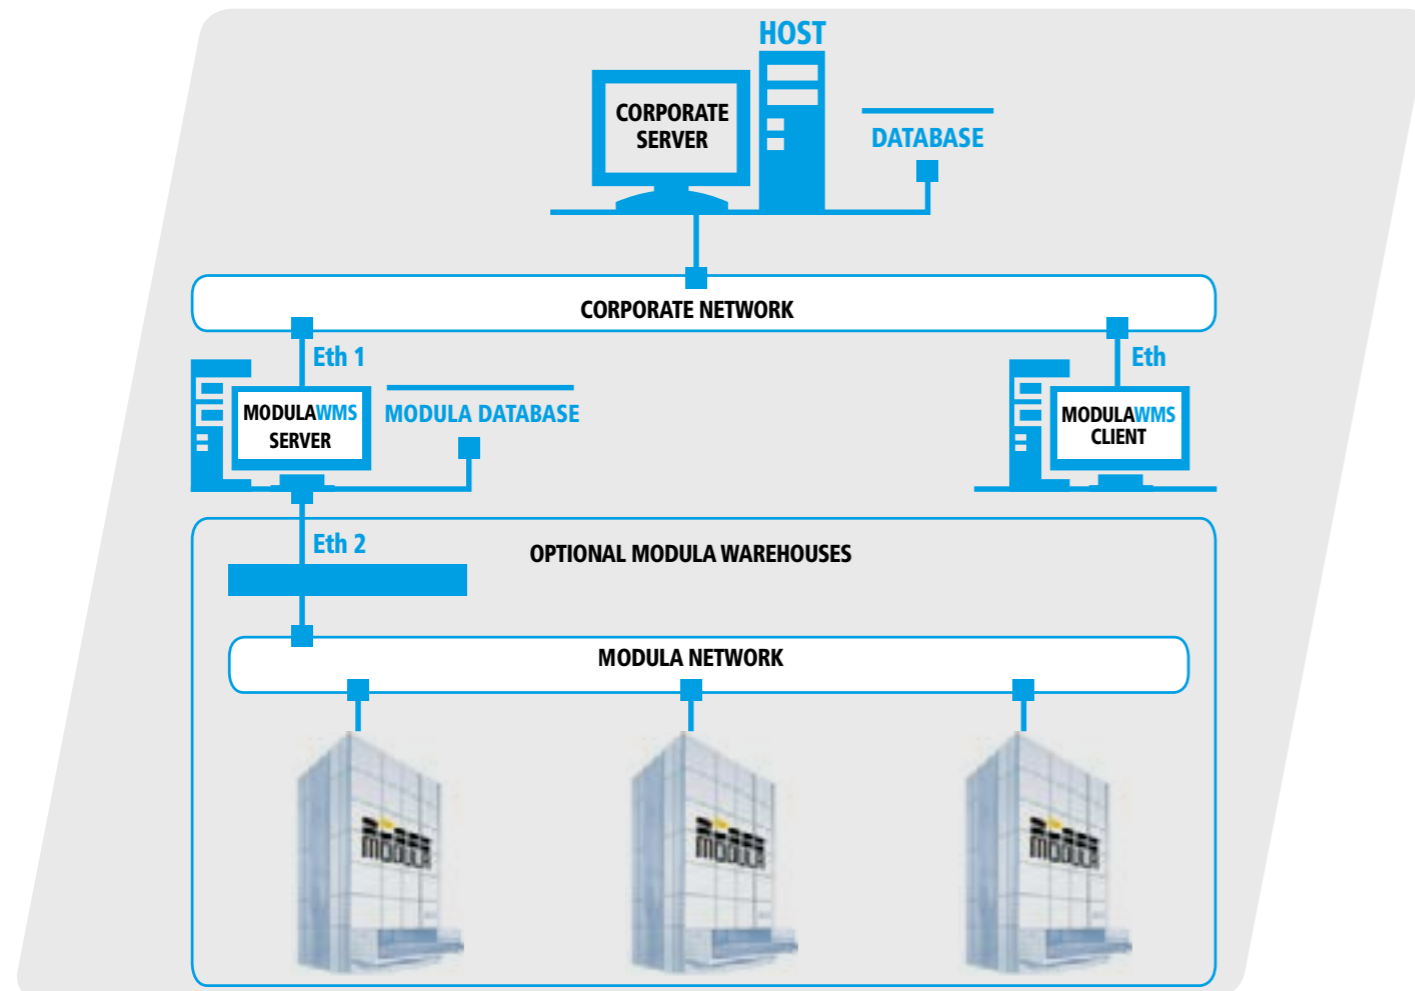 HOST
CORPORATE
SERVER
DATABASE
CORPORATE NETWORK
Eth 1
Eth
MODULAWMS
SERVER
MODULA DATABASE
MODULAWMS
CLIENT
Eth 2
OPTIONAL MODULA WAREHOUSES
MODULA NETWORK
MODULA
MODULA
MODULA